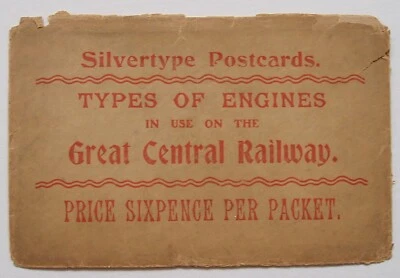 Silvertype Postcards.
TYPES OF ENGINES
IN USE ON THE
Great Central Railway.
PRICE SIXPENCE PER PACKET.